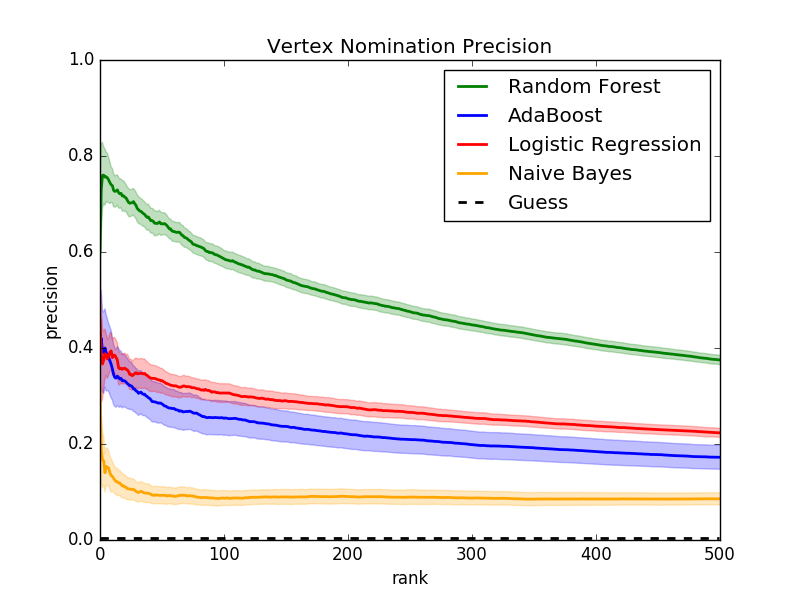 Vertex Nomination Precision
1.0
0.8
0.6
0.4
0.2
0.0
precision
Random Forest
AdaBoost
Logistic Regression
Naive Bayes
Guess
0 100 200 300 400 500
rank